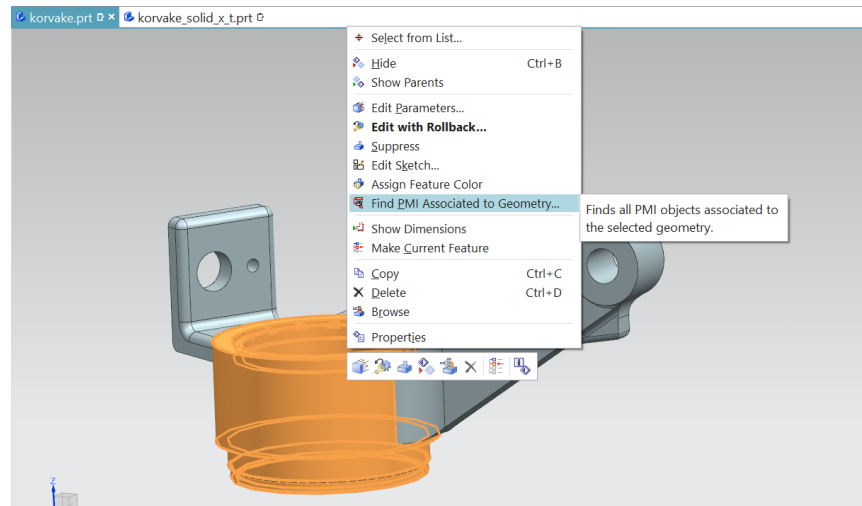 korvake.prt korvake_solid_x_t.prt
Select from List...
Hide Ctrl+B
Show Parents
Edit Parameters...
Edit with Rollback...
Suppress
Edit Sketch...
Assign Feature Color
Find PMI Associated to Geometry...
Finds all PMI objects associated to
the selected geometry.
Show Dimensions
Make Current Feature
Copy Ctrl+C
Delete Ctrl+D
Browse
Properties
Z